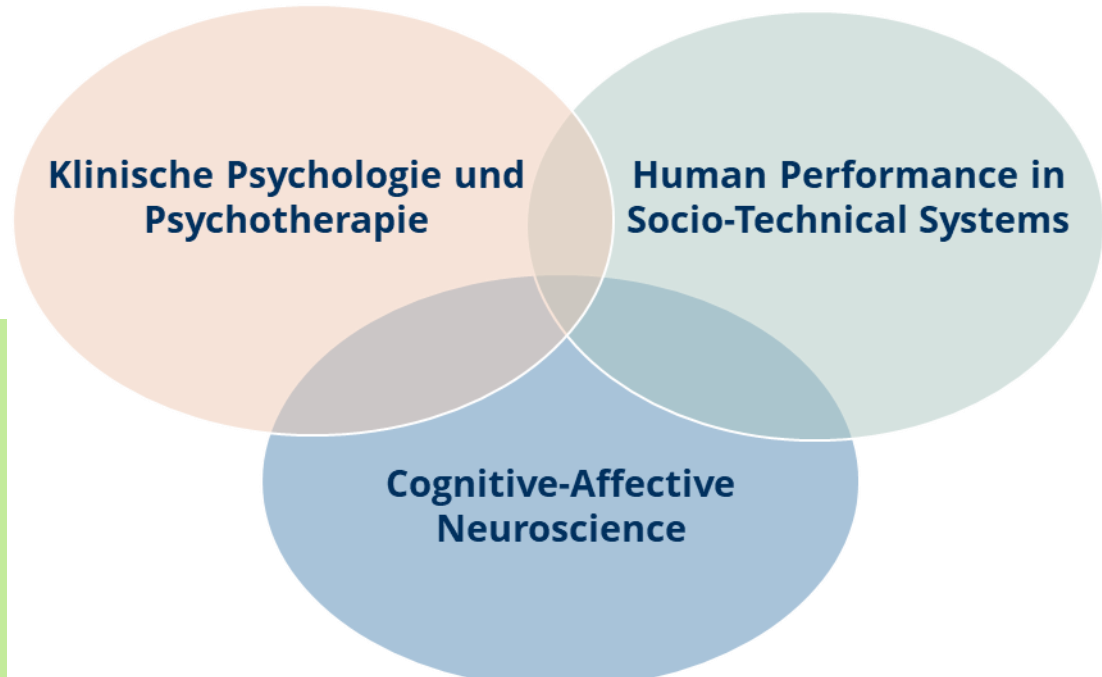 Klinische Psychologie und
Psychotherapie
Human Performance in
Socio-Technical Systems
Cognitive-Affective
Neuroscience